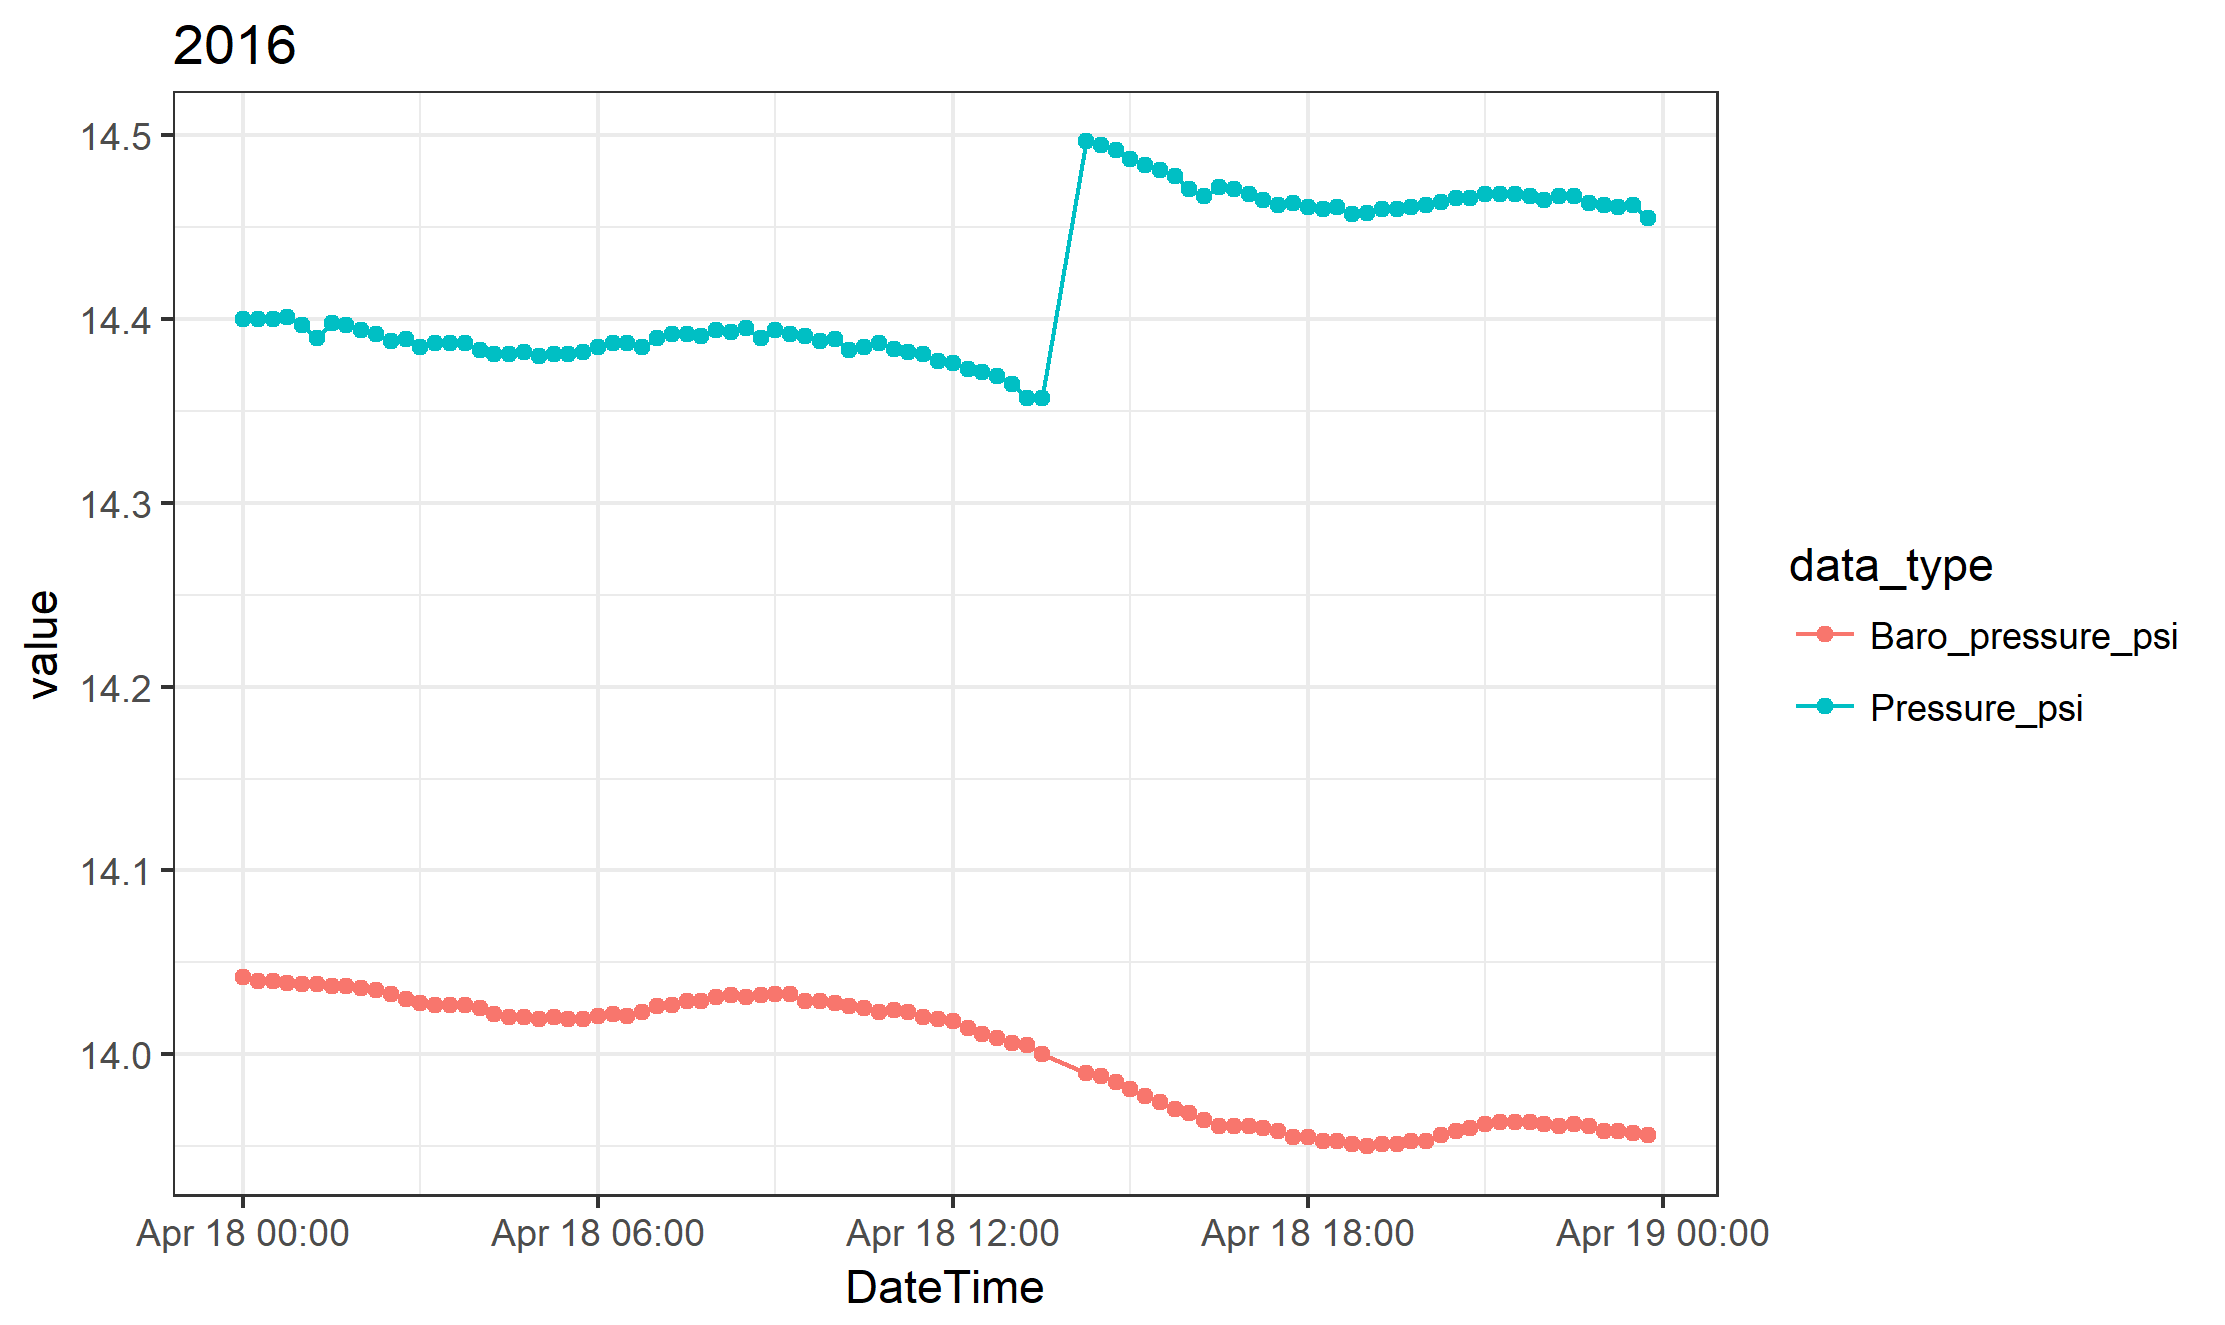 2016
14.5
14.4
14.3
14.2
14.1
14.0
value
Apr 18 00:00
Apr 18 06:00
Apr 18 12:00
Apr 18 18:00
Apr 19 00:00
DateTime
data_type
Baro_pressure_psi
Pressure_psi